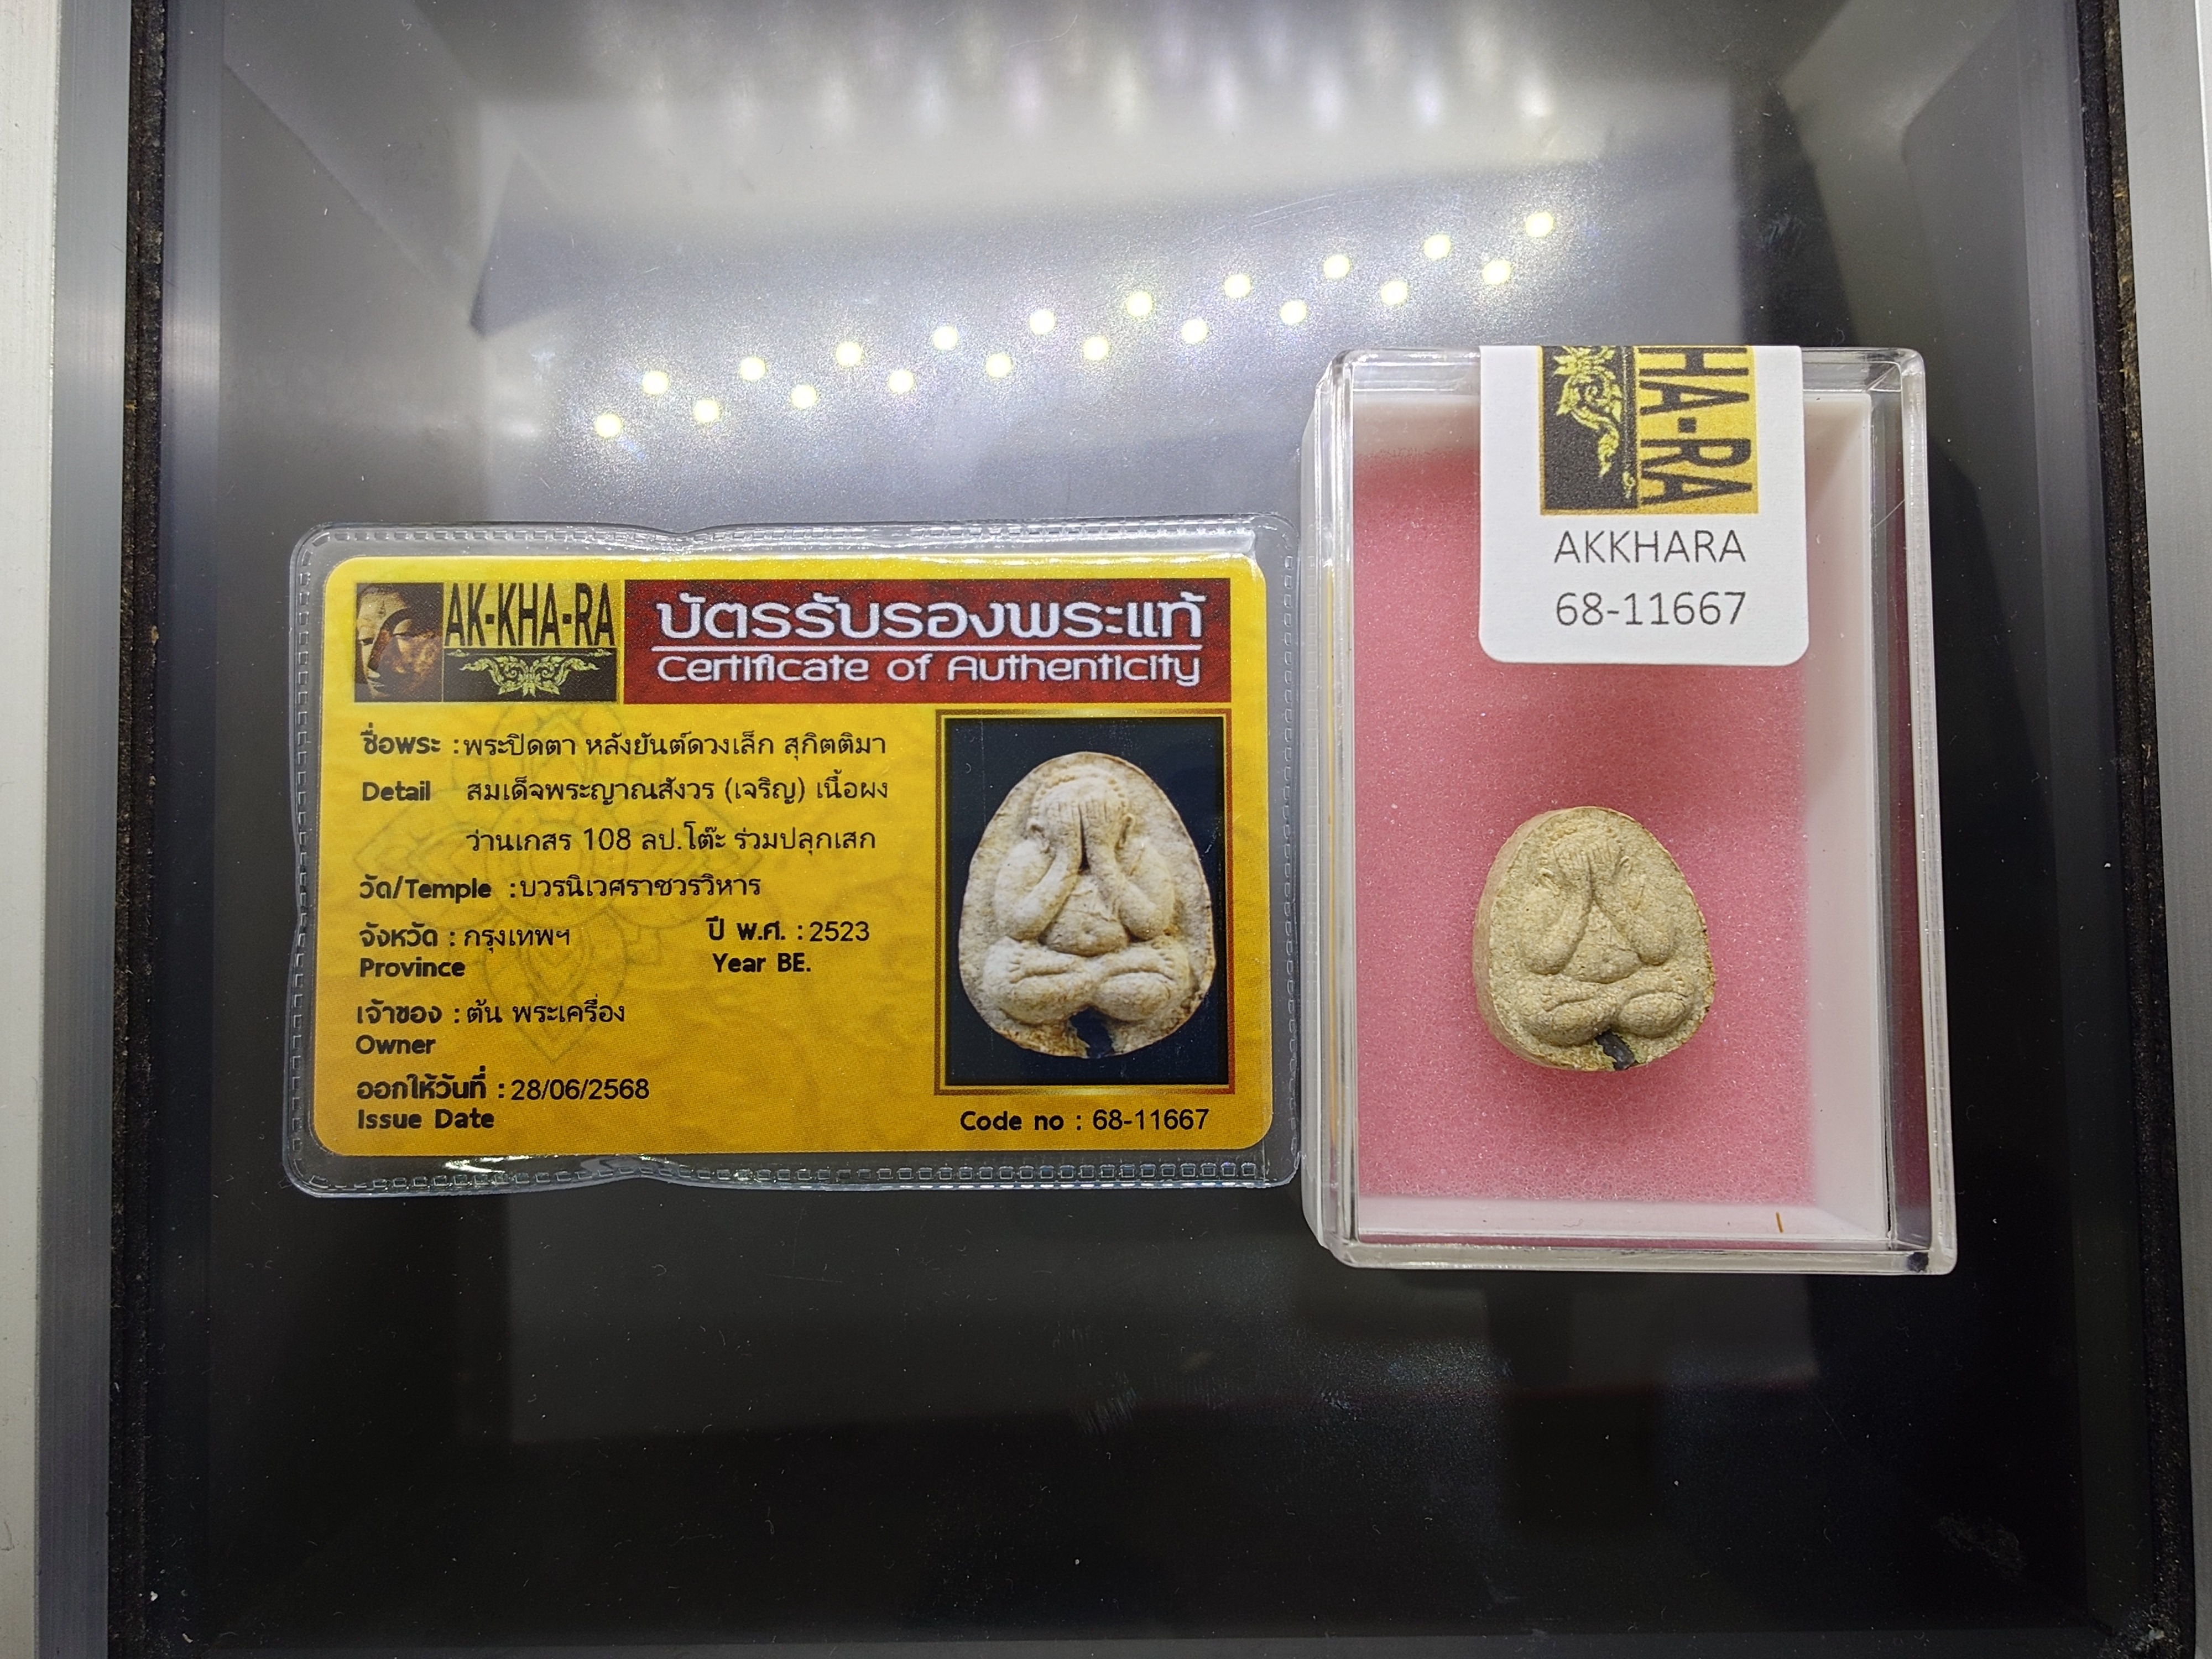 AK-KHA-RA
บัตรรับรองพระแท้
Certificate of Authenticity
ชื่อพระ : พระปิดตา หลังยันต์ดวงเล็ก สุกิตติมา
Detail สมเด็จพระญาณสังวร (เจริญ) เนื้อผง
ว่านเกสร 108 ลป.โต๊ะ ร่วมปลุกเสก
วัด/Temple : บวรนิเวศราชวรวิหาร
จังหวัด : กรุงเทพฯ ปี พ.ศ. : 2523
Province Year BE.
เจ้าของ : ต้น พระเครื่อง
Owner
ออกให้วันที่ : 28/06/2568
Issue Date
Code no : 68-11667
HA-RA
AKKHARA
68-11667